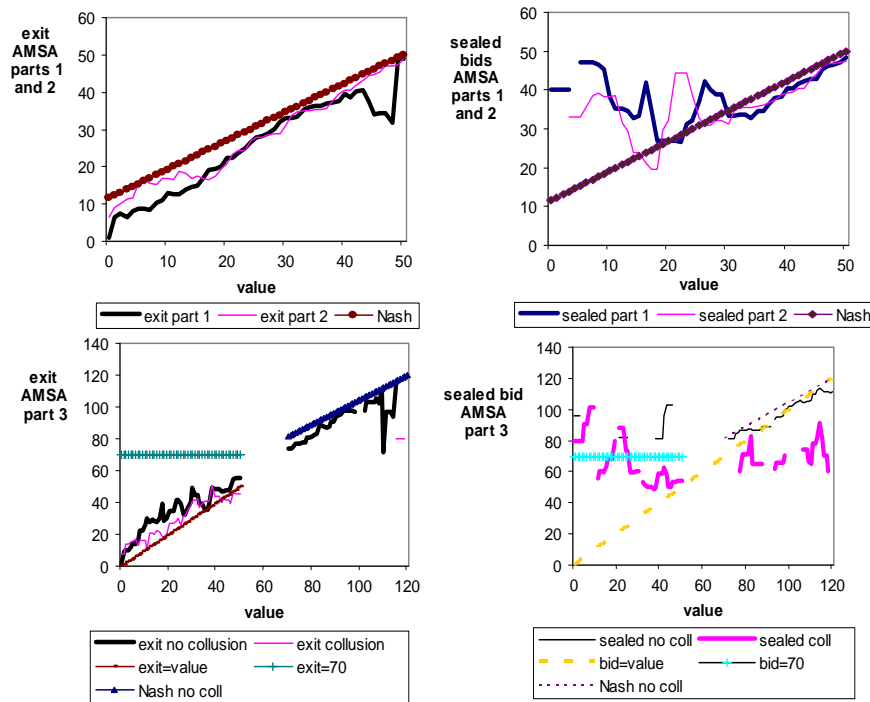 exit
AMSA
parts 1
and 2
60
50
40
30
20
10
0
0 10 20 30 40 50
value
exit part 1 exit part 2 Nash
sealed
bids
AMSA
parts 1
and 2
60
50
40
30
20
10
0
0 10 20 30 40 50
value
sealed part 1 sealed part 2 Nash
exit
AMSA
part 3
140
120
100
80
60
40
20
0
0 20 40 60 80 100 120
value
exit no collusion exit collusion
exit=value exit=70
Nash no coll
sealed bid
AMSA
part 3
140
120
100
80
60
40
20
0
0 20 40 60 80 100 120
value
sealed no coll sealed coll
bid=value bid=70
Nash no coll